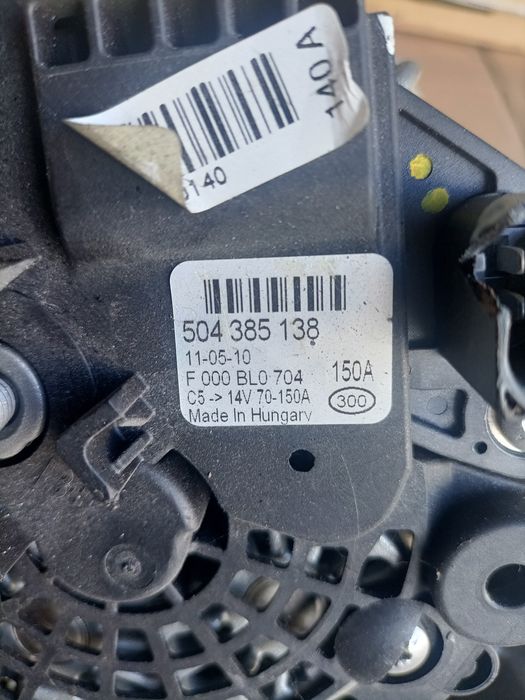 140 A
140
504 385 138
11-05-10
F 000 BL0 704
150A
C5-> 14V 70-150A
300
Made In Hungary